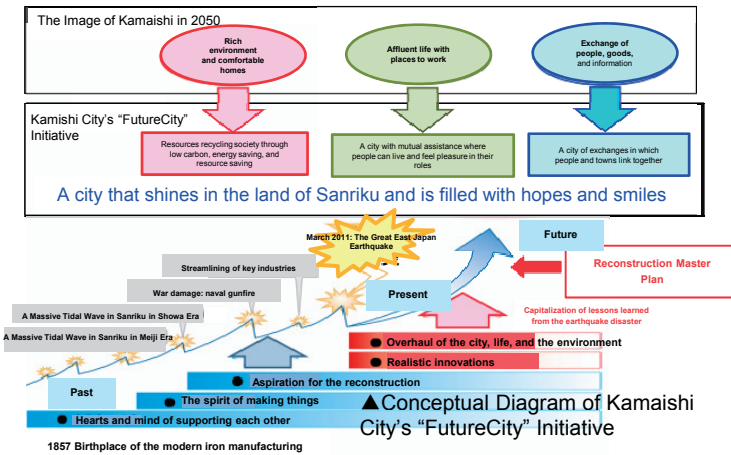 The Image of Kamaishi in 2050
Rich
environment
and comfortable
homes
Affluent life with
places to work
Exchange of
people, goods,
and information
Kamishi City's "FutureCity"
Initiative
Resources recycling society through
low carbon, energy saving, and
resource saving
A city with mutual assistance where
people can live and feel pleasure in their
roles
A city of exchanges in which
people and towns link together
A city that shines in the land of Sanriku and is filled with hopes and smiles
March 2011: The Great East Japan
Earthquake
Future
Reconstruction Master
Plan
Streamlining of key industries
War damage: naval gunfire
Present
A Massive Tidal Wave in Sanriku in Showa Era
Capitalization of lessons learned
from the earthquake disaster
A Massive Tidal Wave in Sanriku in Meiji Era
● Overhaul of the city, life, and the environment
● Realistic innovations
Past
● Aspiration for the reconstruction
● The spirit of making things
● Hearts and mind of supporting each other
▲Conceptual Diagram of Kamaishi
City's "FutureCity" Initiative
1857 Birthplace of the modern iron manufacturing